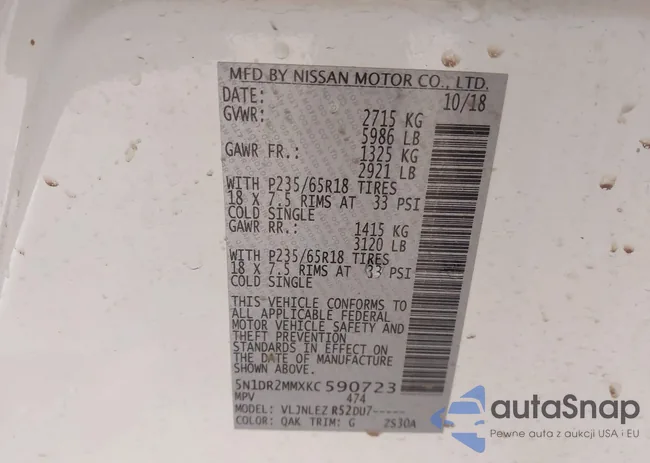 MFD BY NISSAN MOTOR CO., LTD.
DATE: 10/18
GVWR: 2715 KG
5986 LB
GAWR FR.: 1325 KG
2921 LB
WITH P235/65R18 TIRES
18 X 7.5 RIMS AT 33 PSI
COLD SINGLE
GAWR RR.: 1415 KG
3120 LB
WITH P235/65R18 TIRES
18 X 7.5 RIMS AT 33 PSI
COLD SINGLE
THIS VEHICLE CONFORMS TO
ALL APPLICABLE FEDERAL
MOTOR VEHICLE SAFETY AND
THEFT PREVENTION
STANDARDS IN EFFECT ON
THE DATE OF MANUFACTURE
SHOWN ABOVE.
5N1DR2MMXKC590723
MPV 474
MODEL: VLJNLEZ R52DU7-----
COLOR: QAK TRIM: G 2S30A
autoSnap
Pewne auta z aukcji USA i EU